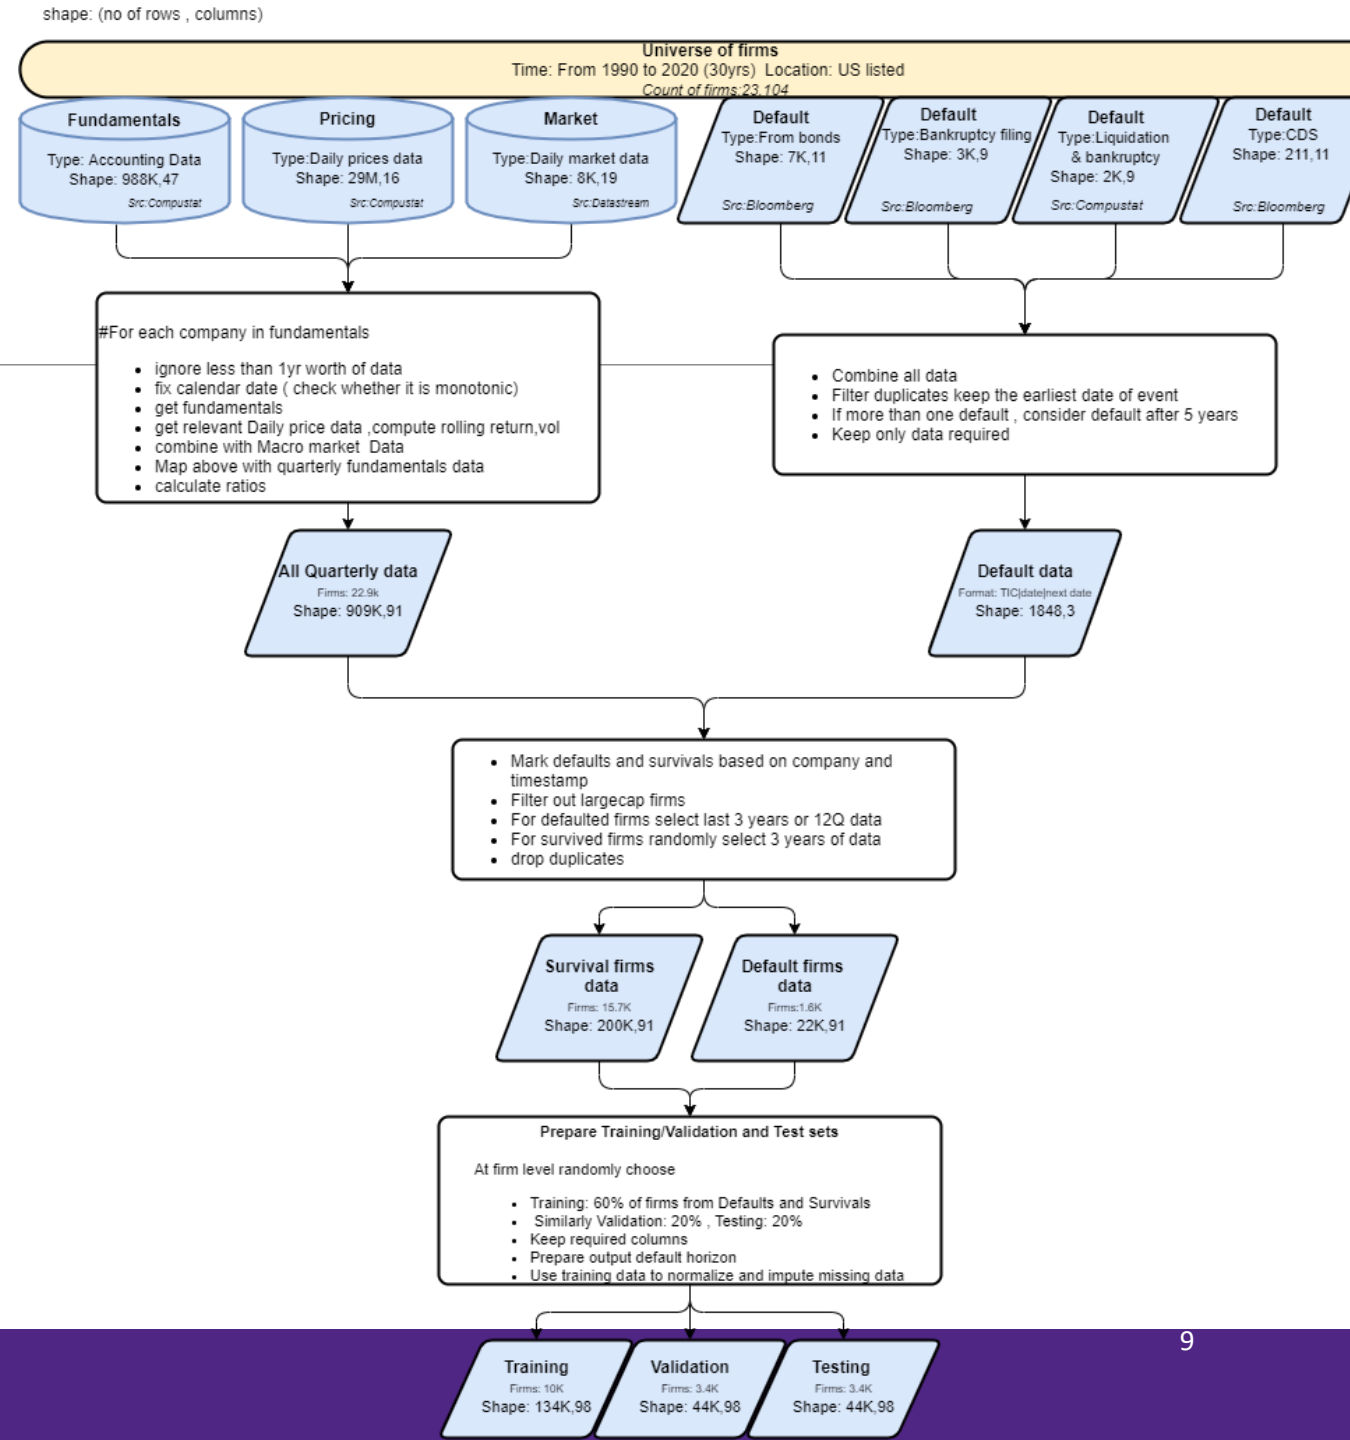 shape: (no of rows , columns)
Universe of firms
Time: From 1990 to 2020 (30yrs)  Location: US listed
Count of firms:23,104
Fundamentals
Type: Accounting Data
Shape: 988K,47
Src:Compustat
Pricing
Type:Daily prices data
Shape: 29M,16
Src:Compustat
Market
Type:Daily market data
Shape: 8K,19
Src:Datastream
Default
Type:From bonds
Shape: 7K,11
Src:Bloomberg
Default
Type:Bankruptcy filing
Shape: 3K,9
Src:Bloomberg
Default
Type:Liquidation
& bankruptcy
Shape: 2K,9
Src:Compustat
Default
Type:CDS
Shape: 211,11
Src:Bloomberg
#For each company in fundamentals
• ignore less than 1yr worth of data
• fix calendar date ( check whether it is monotonic)
• get fundamentals
• get relevant Daily price data ,compute rolling return,vol
• combine with Macro market  Data
• Map above with quarterly fundamentals data
• calculate ratios
• Combine all data
• Filter duplicates keep the earliest date of event
• If more than one default , consider default after 5 years
• Keep only data required
All Quarterly data
Firms: 22.9k
Shape: 909K,91
Default data
Format: TIC|date|next date
Shape: 1848,3
• Mark defaults and survivals based on company and
timestamp
• Filter out largecap firms
• For defaulted firms select last 3 years or 12Q data
• For survived firms randomly select 3 years of data
• drop duplicates
Survival firms
data
Firms: 15.7K
Shape: 200K,91
Default firms
data
Firms:1.6K
Shape: 22K,91
Prepare Training/Validation and Test sets
At firm level randomly choose
• Training: 60% of firms from Defaults and Survivals
• Similarly Validation: 20% , Testing: 20%
• Keep required columns
• Prepare output default horizon
• Use training data to normalize and impute missing data
9
Training
Firms: 10K
Shape: 134K,98
Validation
Firms: 3.4K
Shape: 44K,98
Testing
Firms: 3.4K
Shape: 44K,98